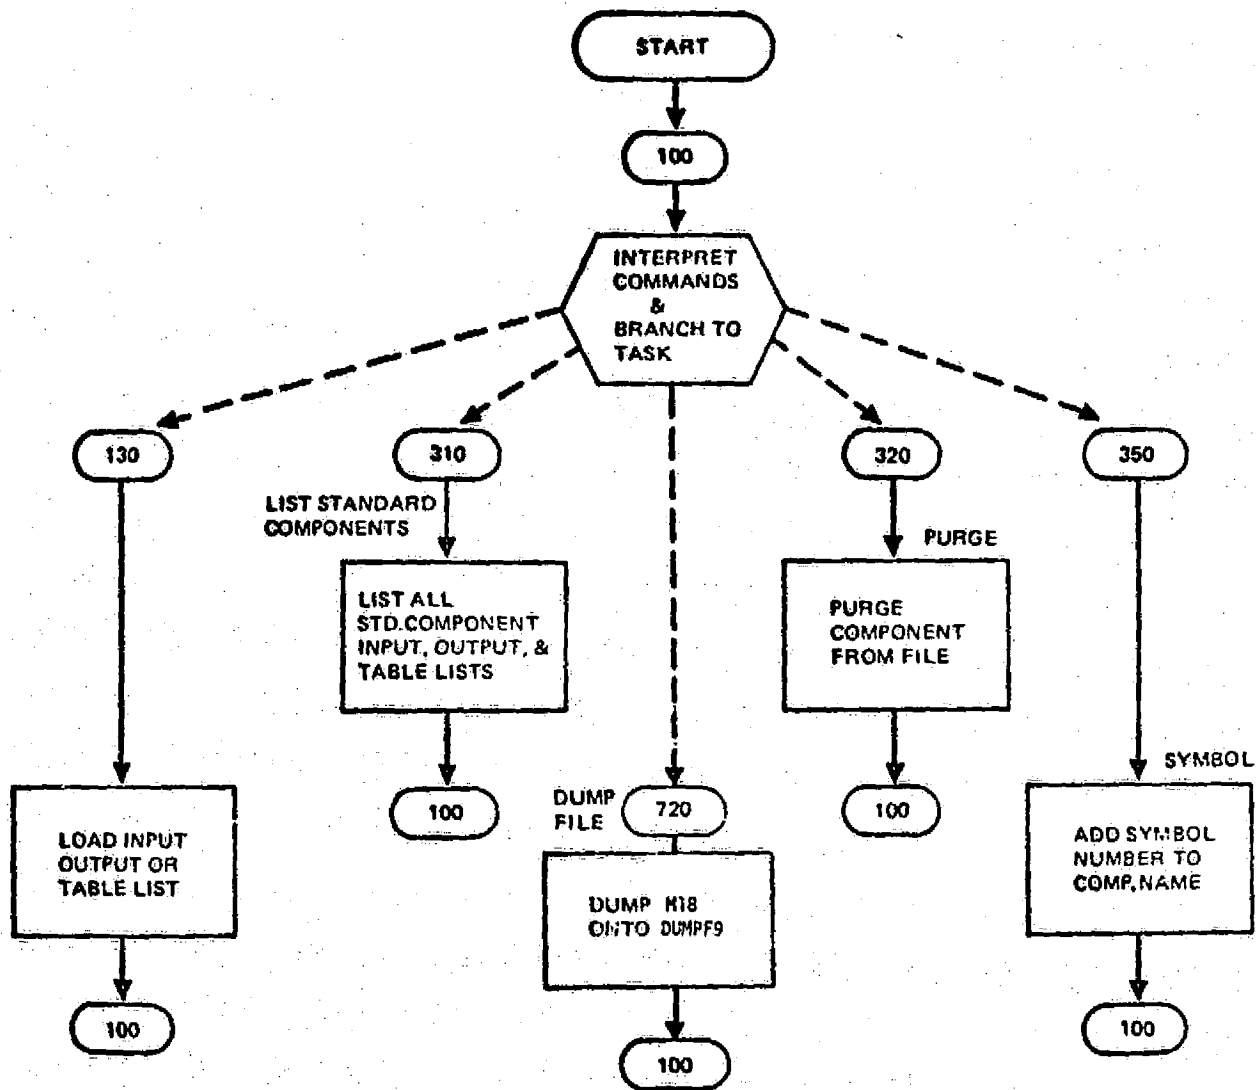 START
100
INTERPRET
COMMANDS
&
BRANCH TO
TASK
130
310
320
350
LIST STANDARD
COMPONENTS
PURGE
LIST ALL
STD.COMPONENT
INPUT, OUTPUT, &
TABLE LISTS
PURGE
COMPONENT
FROM FILE
SYMBOL
100
DUMP
FILE
720
100
LOAD INPUT
OUTPUT OR
TABLE LIST
ADD SYMBOL
NUMBER TO
COMP.NAME
DUMP M18
ONTO DUMPF9
100
100
100